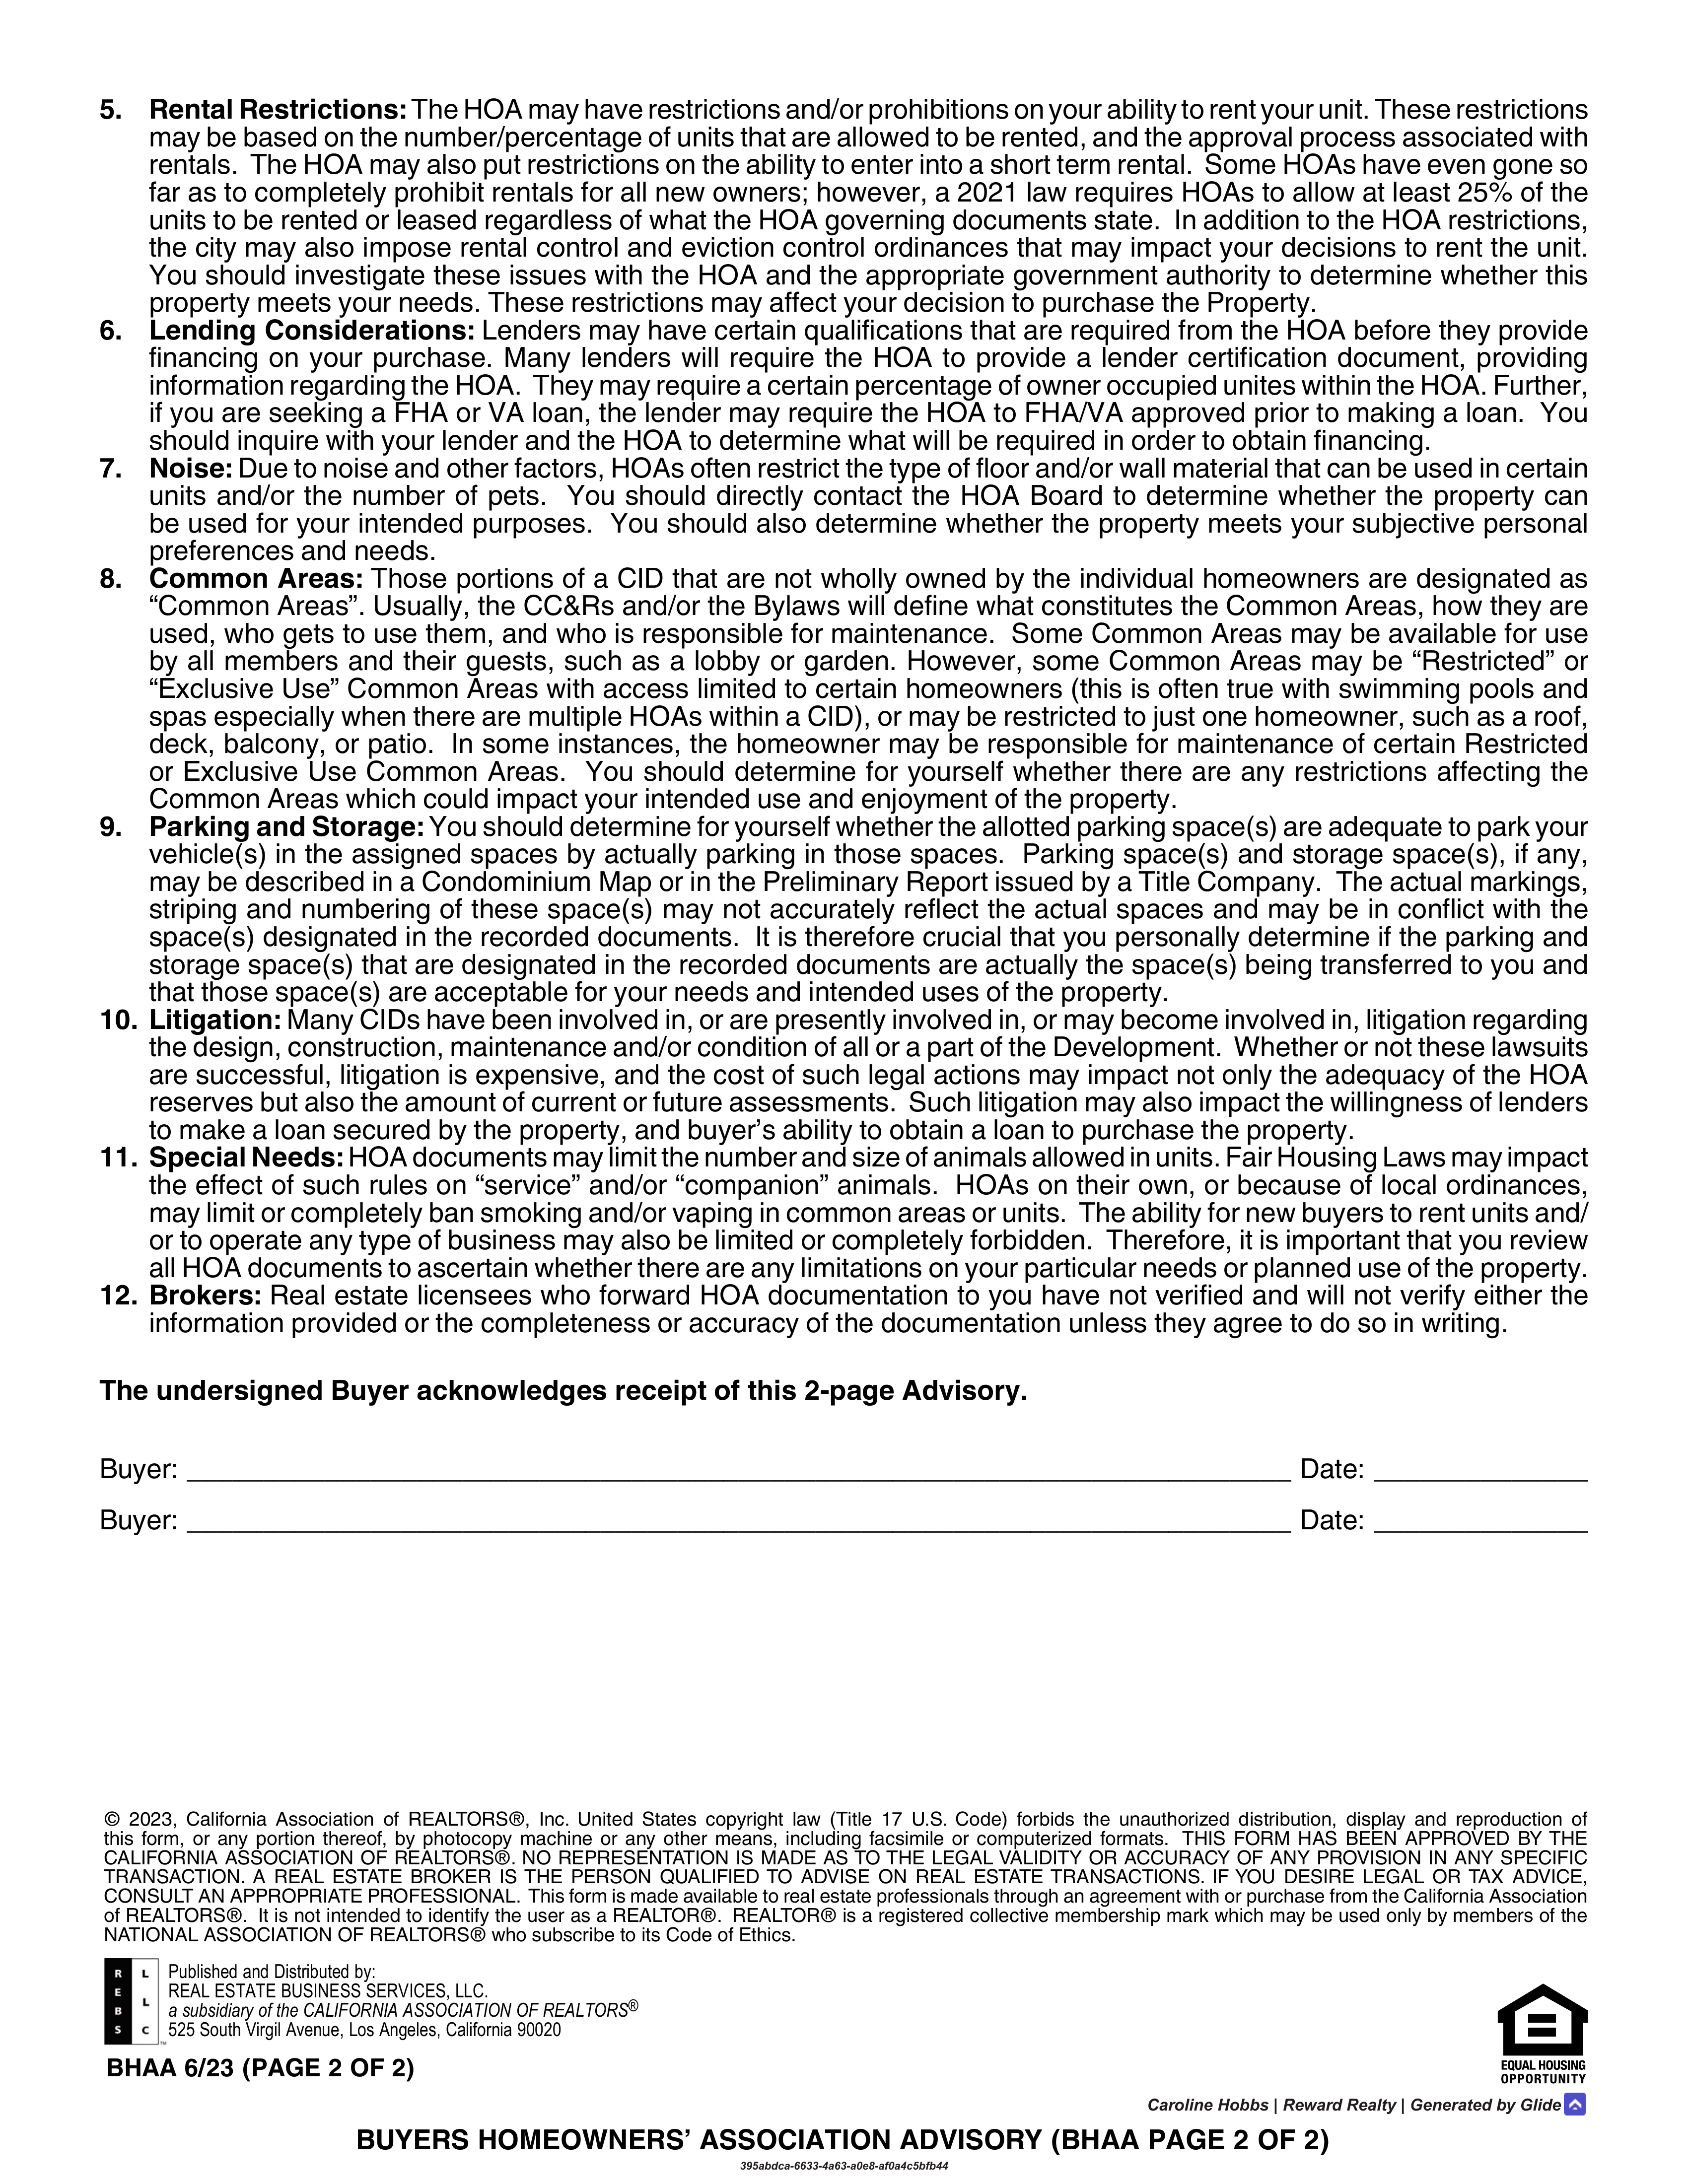 5. Rental Restrictions: The HOA may have restrictions and/or prohibitions on your ability to rent your unit. These restrictions
may be based on the number/percentage of units that are allowed to be rented, and the approval process associated with
rentals. The HOA may also put restrictions on the ability to enter into a short term rental. Some HOAs have even gone so
far as to completely prohibit rentals for all new owners; however, a 2021 law requires HOAs to allow at least 25% of the
units to be rented or leased regardless of what the HOA governing documents state. In addition to the HOA restrictions,
the city may also impose rental control and eviction control ordinances that may impact your decisions to rent the unit.
You should investigate these issues with the HOA and the appropriate government authority to determine whether this
property meets your needs. These restrictions may affect your decision to purchase the Property.
6. Lending Considerations: Lenders may have certain qualifications that are required from the HOA before they provide
financing on your purchase. Many lenders will require the HOA to provide a lender certification document, providing
information regarding the HOA. They may require a certain percentage of owner occupied unites within the HOA. Further,
if you are seeking a FHA or VA loan, the lender may require the HOA to FHA/VA approved prior to making a loan. You
should inquire with your lender and the HOA to determine what will be required in order to obtain financing.
7. Noise: Due to noise and other factors, HOAs often restrict the type of floor and/or wall material that can be used in certain
units and/or the number of pets. You should directly contact the HOA Board to determine whether the property can
be used for your intended purposes. You should also determine whether the property meets your subjective personal
preferences and needs.
8. Common Areas: Those portions of a CID that are not wholly owned by the individual homeowners are designated as
“Common Areas”. Usually, the CC&Rs and/or the Bylaws will define what constitutes the Common Areas, how they are
used, who gets to use them, and who is responsible for maintenance. Some Common Areas may be available for use
by all members and their guests, such as a lobby or garden. However, some Common Areas may be “Restricted” or
“Exclusive Use” Common Areas with access limited to certain homeowners (this is often true with swimming pools and
spas especially when there are multiple HOAs within a CID), or may be restricted to just one homeowner, such as a roof,
deck, balcony, or patio. In some instances, the homeowner may be responsible for maintenance of certain Restricted
or Exclusive Use Common Areas. You should determine for yourself whether there are any restrictions affecting the
Common Areas which could impact your intended use and enjoyment of the property.
9. Parking and Storage: You should determine for yourself whether the allotted parking space(s) are adequate to park your
vehicle(s) in the assigned spaces by actually parking in those spaces. Parking space(s) and storage space(s), if any,
may be described in a Condominium Map or in the Preliminary Report issued by a Title Company. The actual markings,
striping and numbering of these space(s) may not accurately reflect the actual spaces and may be in conflict with the
space(s) designated in the recorded documents. It is therefore crucial that you personally determine if the parking and
storage space(s) that are designated in the recorded documents are actually the space(s) being transferred to you and
that those space(s) are acceptable for your needs and intended uses of the property.
10. Litigation: Many CIDs have been involved in, or are presently involved in, or may become involved in, litigation regarding
the design, construction, maintenance and/or condition of all or a part of the Development. Whether or not these lawsuits
are successful, litigation is expensive, and the cost of such legal actions may impact not only the adequacy of the HOA
reserves but also the amount of current or future assessments. Such litigation may also impact the willingness of lenders
to make a loan secured by the property, and buyer’s ability to obtain a loan to purchase the property.
11. Special Needs: HOA documents may limit the number and size of animals allowed in units. Fair Housing Laws may impact
the effect of such rules on “service” and/or “companion” animals. HOAs on their own, or because of local ordinances,
may limit or completely ban smoking and/or vaping in common areas or units. The ability for new buyers to rent units and/
or to operate any type of business may also be limited or completely forbidden. Therefore, it is important that you review
all HOA documents to ascertain whether there are any limitations on your particular needs or planned use of the property.
12. Brokers: Real estate licensees who forward HOA documentation to you have not verified and will not verify either the
information provided or the completeness or accuracy of the documentation unless they agree to do so in writing.
The undersigned Buyer acknowledges receipt of this 2-page Advisory.
Buyer: ____ Date: ____
Buyer: ____ Date: ____
© 2023, California Association of REALTORS®, Inc. United States copyright law (Title 17 U.S. Code) forbids the unauthorized distribution, display and reproduction of
this form, or any portion thereof, by photocopy machine or any other means, including facsimile or computerized formats. THIS FORM HAS BEEN APPROVED BY THE
CALIFORNIA ASSOCIATION OF REALTORS®. NO REPRESENTATION IS MADE AS TO THE LEGAL VALIDITY OR ACCURACY OF ANY PROVISION IN ANY SPECIFIC
TRANSACTION. A REAL ESTATE BROKER IS THE PERSON QUALIFIED TO ADVISE ON REAL ESTATE TRANSACTIONS. IF YOU DESIRE LEGAL OR TAX ADVICE,
CONSULT AN APPROPRIATE PROFESSIONAL. This form is made available to real estate professionals through an agreement with or purchase from the California Association
of REALTORS®. It is not intended to identify the user as a REALTOR®. REALTOR® is a registered collective membership mark which may be used only by members of the
NATIONAL ASSOCIATION OF REALTORS® who subscribe to its Code of Ethics.
REBS LLC™
Published and Distributed by:
REAL ESTATE BUSINESS SERVICES, LLC.
a subsidiary of the CALIFORNIA ASSOCIATION OF REALTORS®
525 South Virgil Avenue, Los Angeles, California 90020
BHAA 6/23 (PAGE 2 OF 2)
EQUAL HOUSING
OPPORTUNITY
Caroline Hobbs | Reward Realty | Generated by Glide
BUYERS HOMEOWNERS’ ASSOCIATION ADVISORY (BHAA PAGE 2 OF 2)
395abdca-6633-4a63-a0e8-af0a4c5bfb44